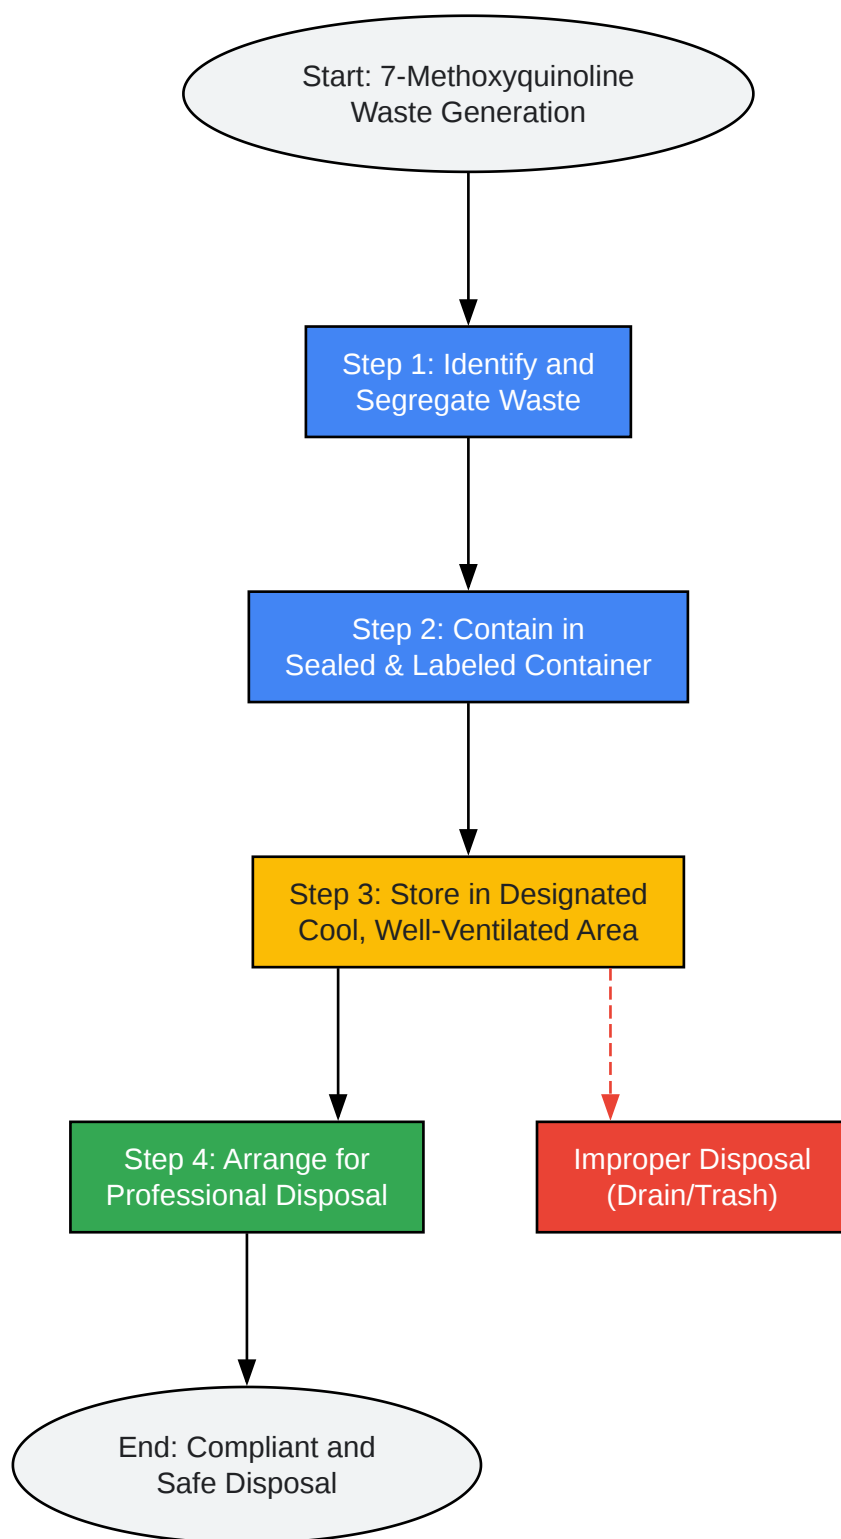 Start: 7-Methoxyquinoline
Waste Generation
Step 1: Identify and
Segregate Waste
Step 2: Contain in
Sealed & Labeled Container
Step 3: Store in Designated
Cool, Well-Ventilated Area
Step 4: Arrange for
Professional Disposal
Improper Disposal
(Drain/Trash)
End: Compliant and
Safe Disposal